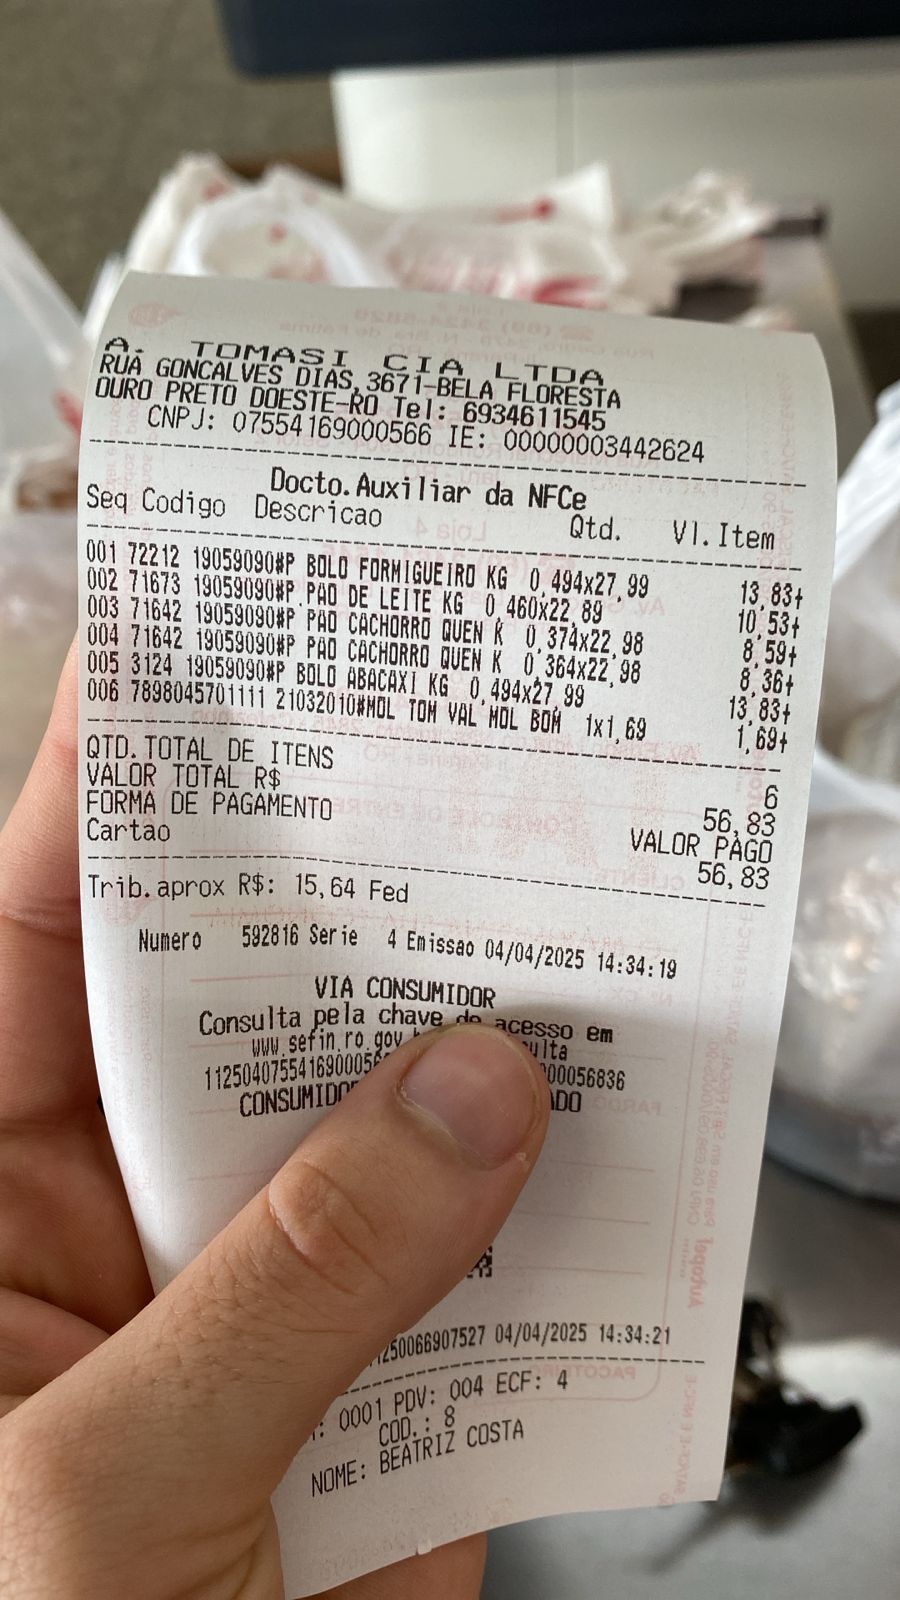 A. TOMASI CIA LTDA
RUA GONCALVES DIAS,3671-BELA FLORESTA
OURO PRETO DOESTE-RO Tel: 6934611545
CNPJ: 07554169000566 IE: 00000003442624
Docto.Auxiliar da NFCe
Seq Codigo Descricao Qtd. Vl.Item
001 72212 19059090#P BOLO FORMIGUEIRO KG 0,494x27,99 13,83+
002 71673 19059090#P PAO DE LEITE KG 0,460x22,89 10,53+
003 71642 19059090#P PAO CACHORRO QUEN K 0,374x22,98 8,59+
004 71642 19059090#P PAO CACHORRO QUEN K 0,364x22,98 8,36+
005 3124 19059090#P BOLO ABACAXI KG 0,494x27,99 13,83+
006 7898045701111 21032010#MOL TOM VAL MOL BOM 1x1,69 1,69+
QTD.TOTAL DE ITENS 6
VALOR TOTAL R$ 56,83
FORMA DE PAGAMENTO VALOR PAGO
Cartao 56,83
Trib.aprox R$: 15,64 Fed
Numero 592816 Serie 4 Emissao 04/04/2025 14:34:19
VIA CONSUMIDOR
Consulta pela chave de acesso em
www.sefin.ro.gov
CONSUMIDO
04/04/2025 14:34:21
0001 PDV: 004 ECF: 4
COD.: 8
NOME: BEATRIZ COSTA